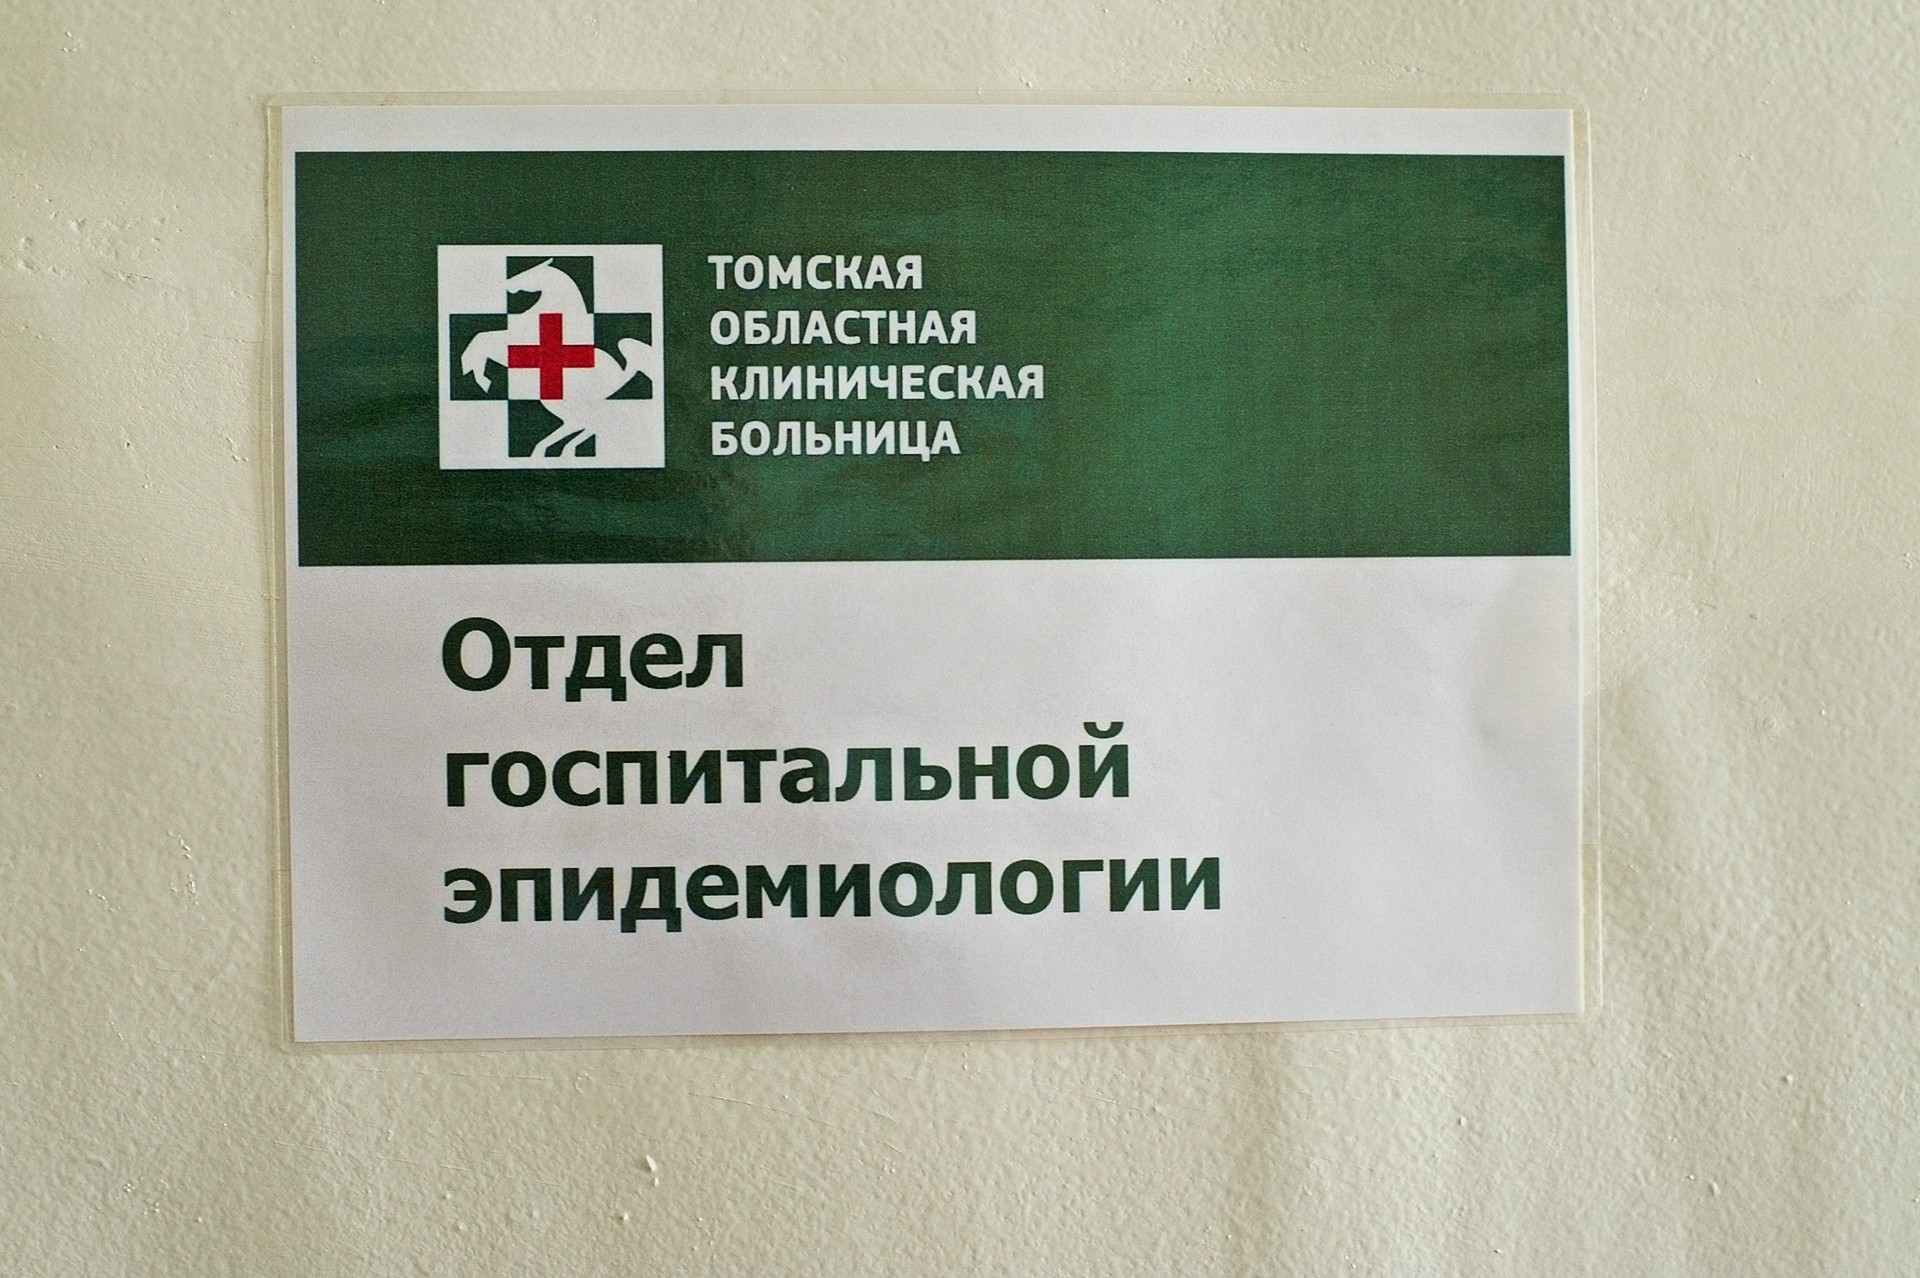 ТОМСКАЯ
ОБЛАСТНАЯ
КЛИНИЧЕСКАЯ
БОЛЬНИЦА
Отдел
госпитальной
эпидемиологии